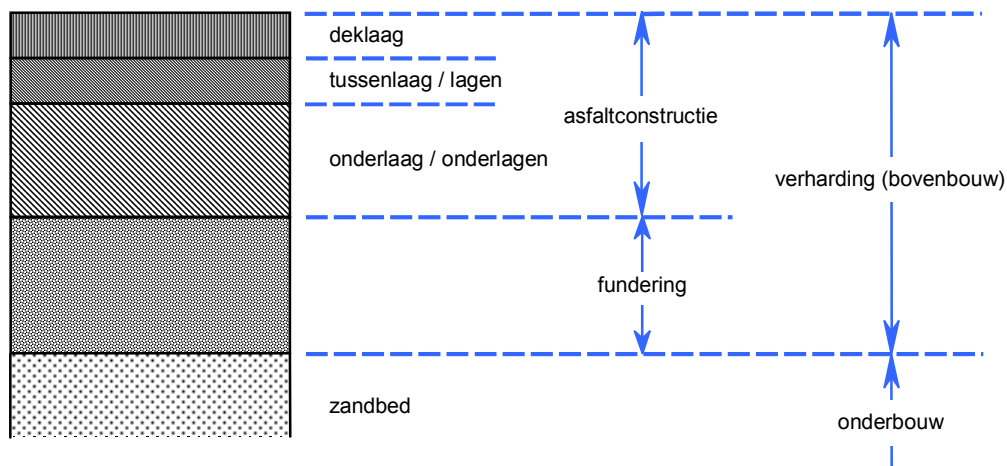 deklaag
tussenlaag / lagen
asfaltconstructie
onderlaag / onderlagen
verharding (bovenbouw)
fundering
zandbed
onderbouw